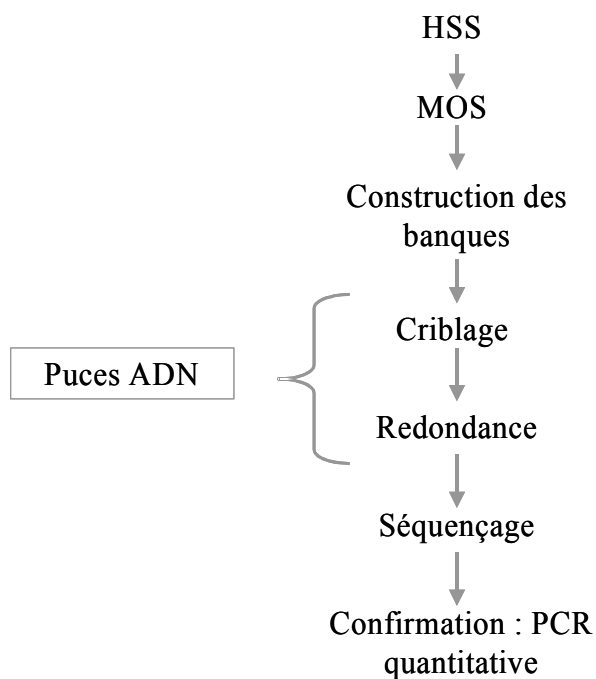 HSS
MOS
Construction des
banques
Criblage
Puces ADN
Redondance
Séquençage
Confirmation : PCR
quantitative